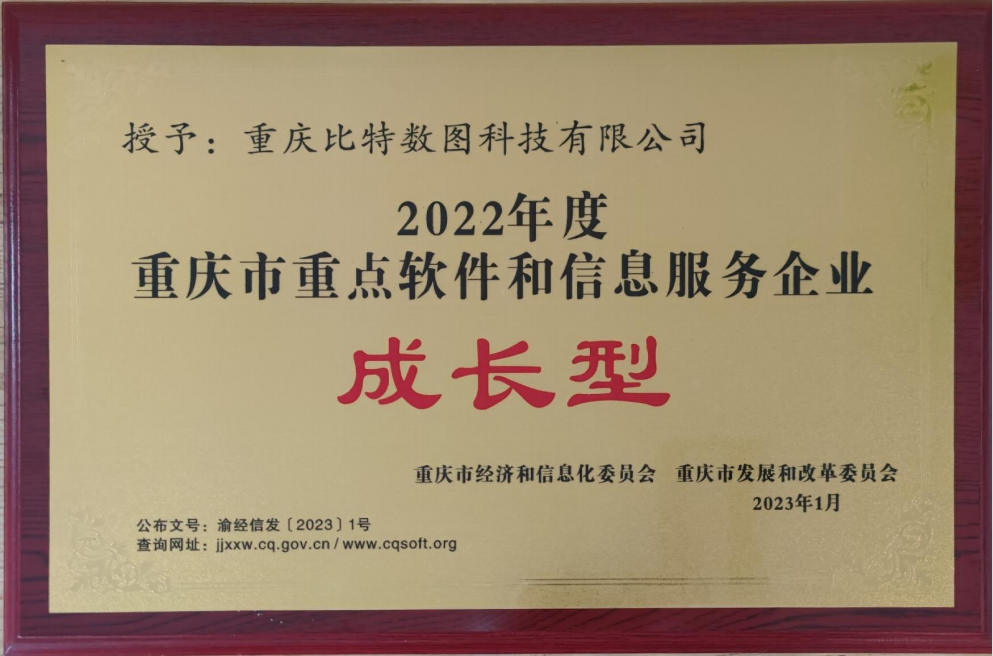 授予：重庆比特数图科技有限公司
2022年度
重庆市重点软件和信息服务企业
成长型
重庆市经济和信息化委员会 重庆市发展和改革委员会
2023年1月
公布文号：渝经信发〔2023〕1号
查询网址：jjxxw.cq.gov.cn / www.cqsoft.org